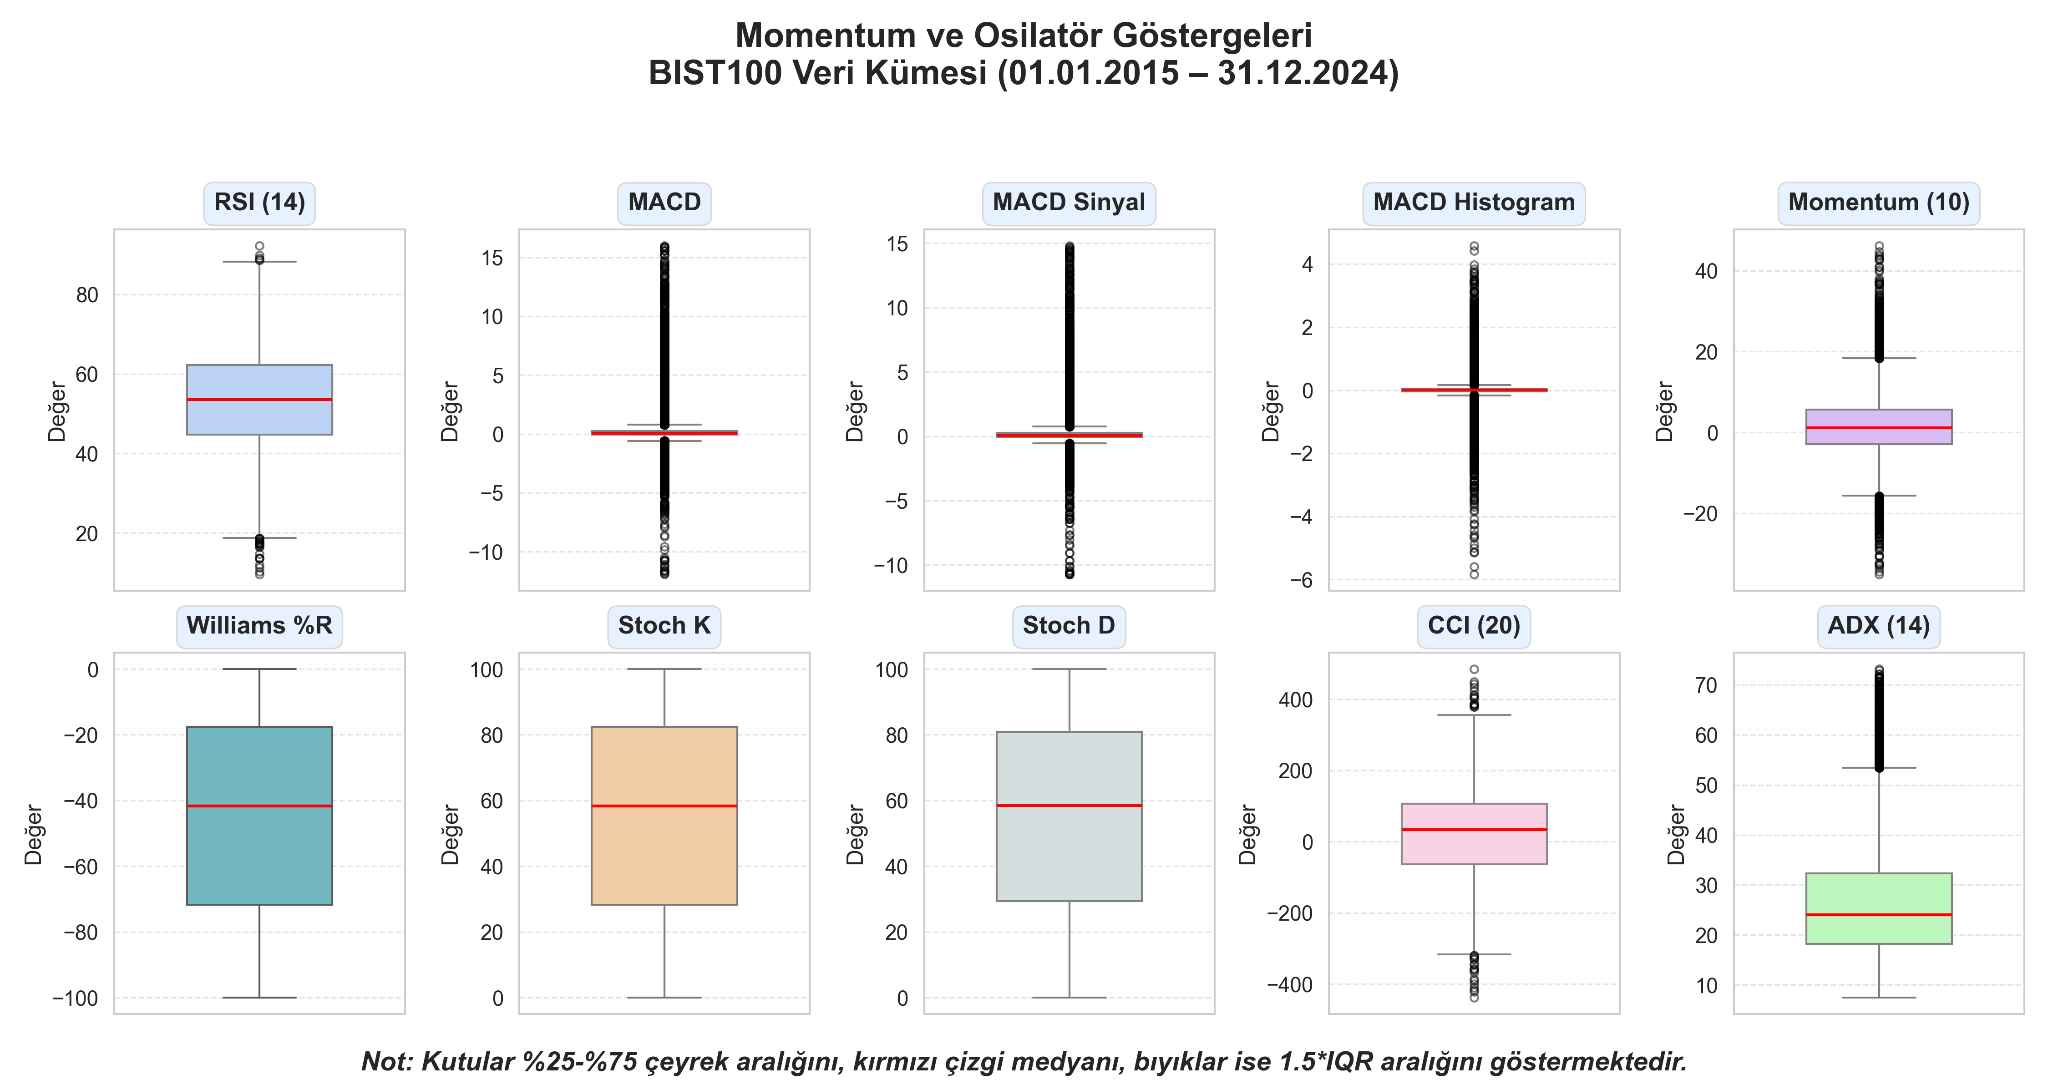 Momentum ve Osilatör Göstergeleri
BIST100 Veri Kümesi (01.01.2015 – 31.12.2024)
RSI (14)
Değer
80
60
40
20
MACD
Değer
15
10
5
0
−5
−10
MACD Sinyal
Değer
15
10
5
0
−5
−10
MACD Histogram
Değer
4
2
0
−2
−4
−6
Momentum (10)
Değer
40
20
0
−20
Williams %R
Değer
0
−20
−40
−60
−80
−100
Stoch K
Değer
100
80
60
40
20
0
Stoch D
Değer
100
80
60
40
20
0
CCI (20)
Değer
400
200
0
−200
−400
ADX (14)
Değer
70
60
50
40
30
20
10
Not: Kutular %25-%75 çeyrek aralığını, kırmızı çizgi medyanı, bıyıklar ise 1.5*IQR aralığını göstermektedir.